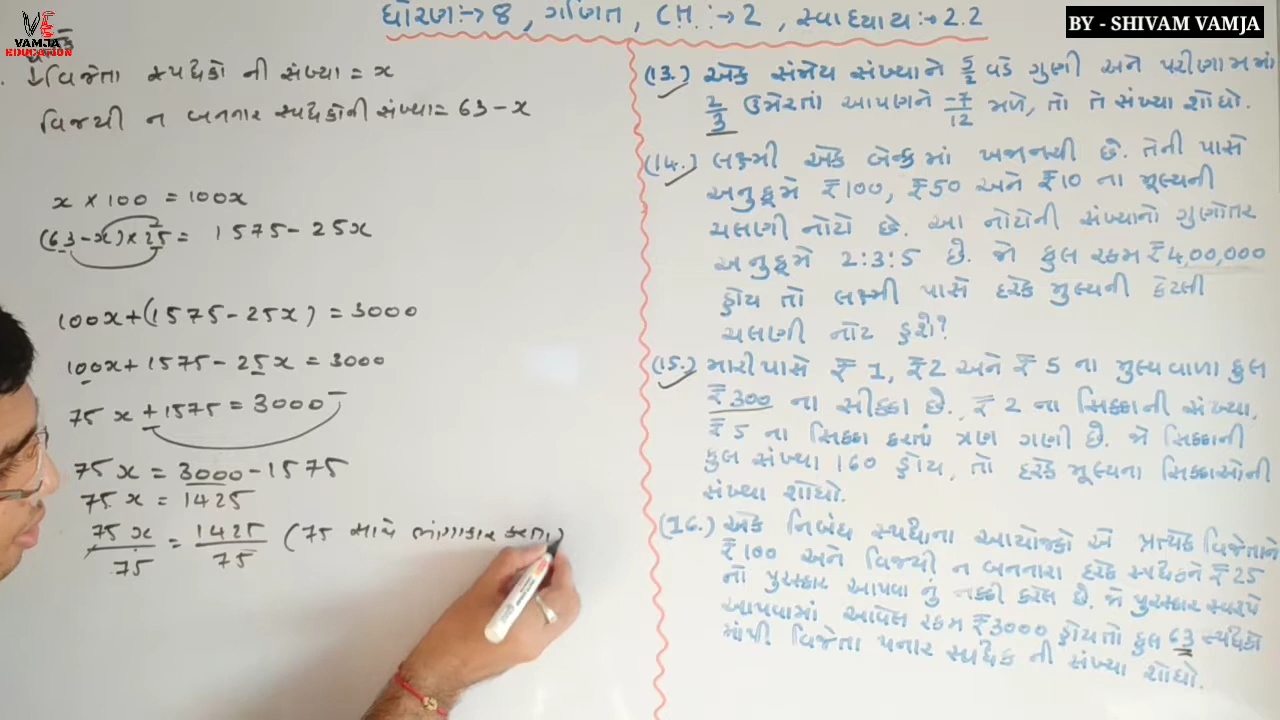 ધોરણ:→8, ગણિત, CH.:→2, સ્વાધ્યાય:→2.2
BY - SHIVAM VAMJA
VE
VAMJA
EDUCATION
વિજેતા સ્પર્ધકો ની સંખ્યા = x
વિજયી ન બનનાર સ્પર્ધકોની સંખ્યા = 63-x
x × 100 = 100x
(63-x) × 25 = 1575-25x
100x+(1575-25x) = 3000
100x+1575-25x = 3000
75x+1575 = 3000
75x = 3000-1575
75x = 1425
75x/75 = 1425/75 (75 સાથે ભાગાકાર કરતા)
(13.) એક સંમેય સંખ્યાને 5/2 વડે ગુણી અને પરીણામમાં
2/3 ઉમેરતાં આપણને -7/12 મળે, તો તે સંખ્યા શોધો.
(14.) લક્ષ્મી એક બેન્કમાં ખજાનચી છે. તેની પાસે
અનુક્રમે ₹100, ₹50 અને ₹10 ના મૂલ્યની
ચલણી નોટો છે. આ નોટોની સંખ્યાનો ગુણોતર
અનુક્રમે 2:3:5 છે. જો કુલ રકમ ₹4,00,000
હોય તો લક્ષ્મી પાસે દરેક મુલ્યની કેટલી
ચલણી નોટ હશે?
(15.) મારી પાસે ₹1, ₹2 અને ₹5 ના મુલ્યવાળા કુલ
₹300 ના સીક્કા છે. ₹2 ના સિક્કાની સંખ્યા,
₹5 ના સિક્કા કરતાં ત્રણ ગણી છે. જો સિક્કાની
કુલ સંખ્યા 160 હોય, તો દરેક મૂલ્યના સિક્કાઓની
સંખ્યા શોધો.
(16.) એક નિબંધ સ્પર્ધાના આયોજકો એ પ્રત્યેક વિજેતાને
₹100 અને વિજયી ન બનનારા દરેક સ્પર્ધકને ₹25
નો પુરસ્કાર આપવા નું નક્કી કરેલ છે. જો પુરસ્કાર સ્વરૂપે
આપવામાં આવેલ રકમ ₹3000 હોય તો કુલ 63 સ્પર્ધકો
માંથી વિજેતા બનાર સ્પર્ધક ની સંખ્યા શોધો.